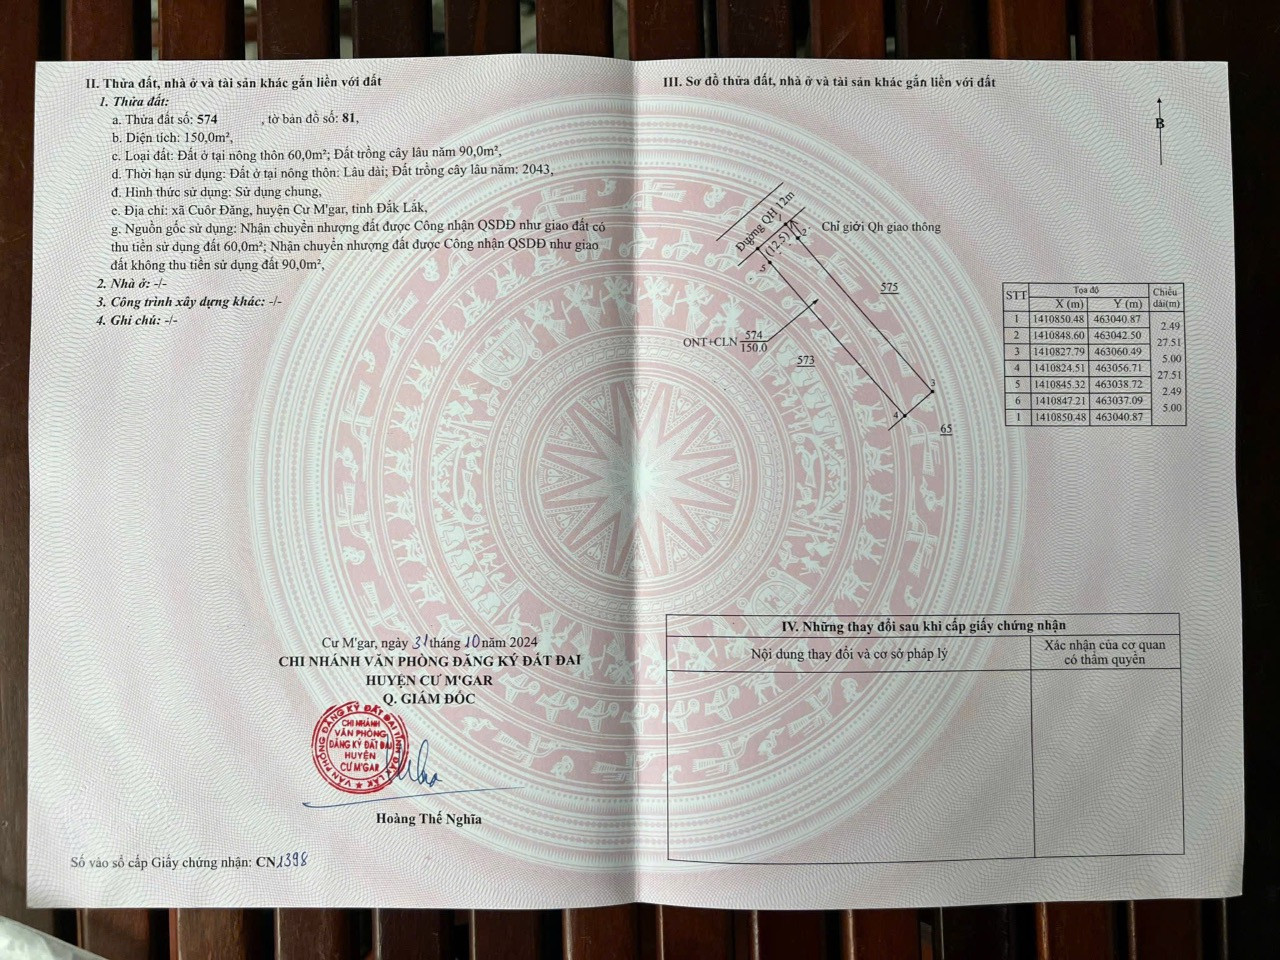 II. Thửa đất, nhà ở và tài sản khác gắn liền với đất
1. Thửa đất:
a. Thửa đất số: 574 , tờ bản đồ số: 81,
b. Diện tích: 150,0m²,
c. Loại đất: Đất ở tại nông thôn 60,0m²; Đất trồng cây lâu năm 90,0m²,
d. Thời hạn sử dụng: Đất ở tại nông thôn: Lâu dài; Đất trồng cây lâu năm: 2043,
đ. Hình thức sử dụng: Sử dụng chung,
e. Địa chỉ: xã Cuôr Đăng, huyện Cư M'gar, tỉnh Đắk Lắk,
g. Nguồn gốc sử dụng: Nhận chuyển nhượng đất được Công nhận QSDĐ như giao đất có
thu tiền sử dụng đất 60,0m²; Nhận chuyển nhượng đất được Công nhận QSDĐ như giao
đất không thu tiền sử dụng đất 90,0m²,
2. Nhà ở: -/-
3. Công trình xây dựng khác: -/-
4. Ghi chú: -/-
Cư M'gar, ngày 31 tháng 10 năm 2024
CHI NHÁNH VĂN PHÒNG ĐĂNG KÝ ĐẤT ĐAI
HUYỆN CƯ M'GAR
Q. GIÁM ĐỐC
VĂN PHÒNG ĐĂNG KÝ ĐẤT ĐAI TỈNH ĐẮK LẮK
CHI NHÁNH
VĂN PHÒNG
ĐĂNG KÝ ĐẤT ĐAI
HUYỆN
CƯ M'GAR
Hoàng Thế Nghĩa
Số vào sổ cấp Giấy chứng nhận: CN1398
III. Sơ đồ thửa đất, nhà ở và tài sản khác gắn liền với đất
B
Đường QH 12m
(12.5)
1
2
Chỉ giới Qh giao thông
5
575
ONT+CLN 574
150.0
573
3
4
65
STT Tọa độ Chiều dài(m)
X (m) Y (m)
1 1410850.48 463040.87
2.49
2 1410848.60 463042.50
27.51
3 1410827.79 463060.49
5.00
4 1410824.51 463056.71
27.51
5 1410845.32 463038.72
2.49
6 1410847.21 463037.09
5.00
1 1410850.48 463040.87
IV. Những thay đổi sau khi cấp giấy chứng nhận
Nội dung thay đổi và cơ sở pháp lý
Xác nhận của cơ quan
có thẩm quyền